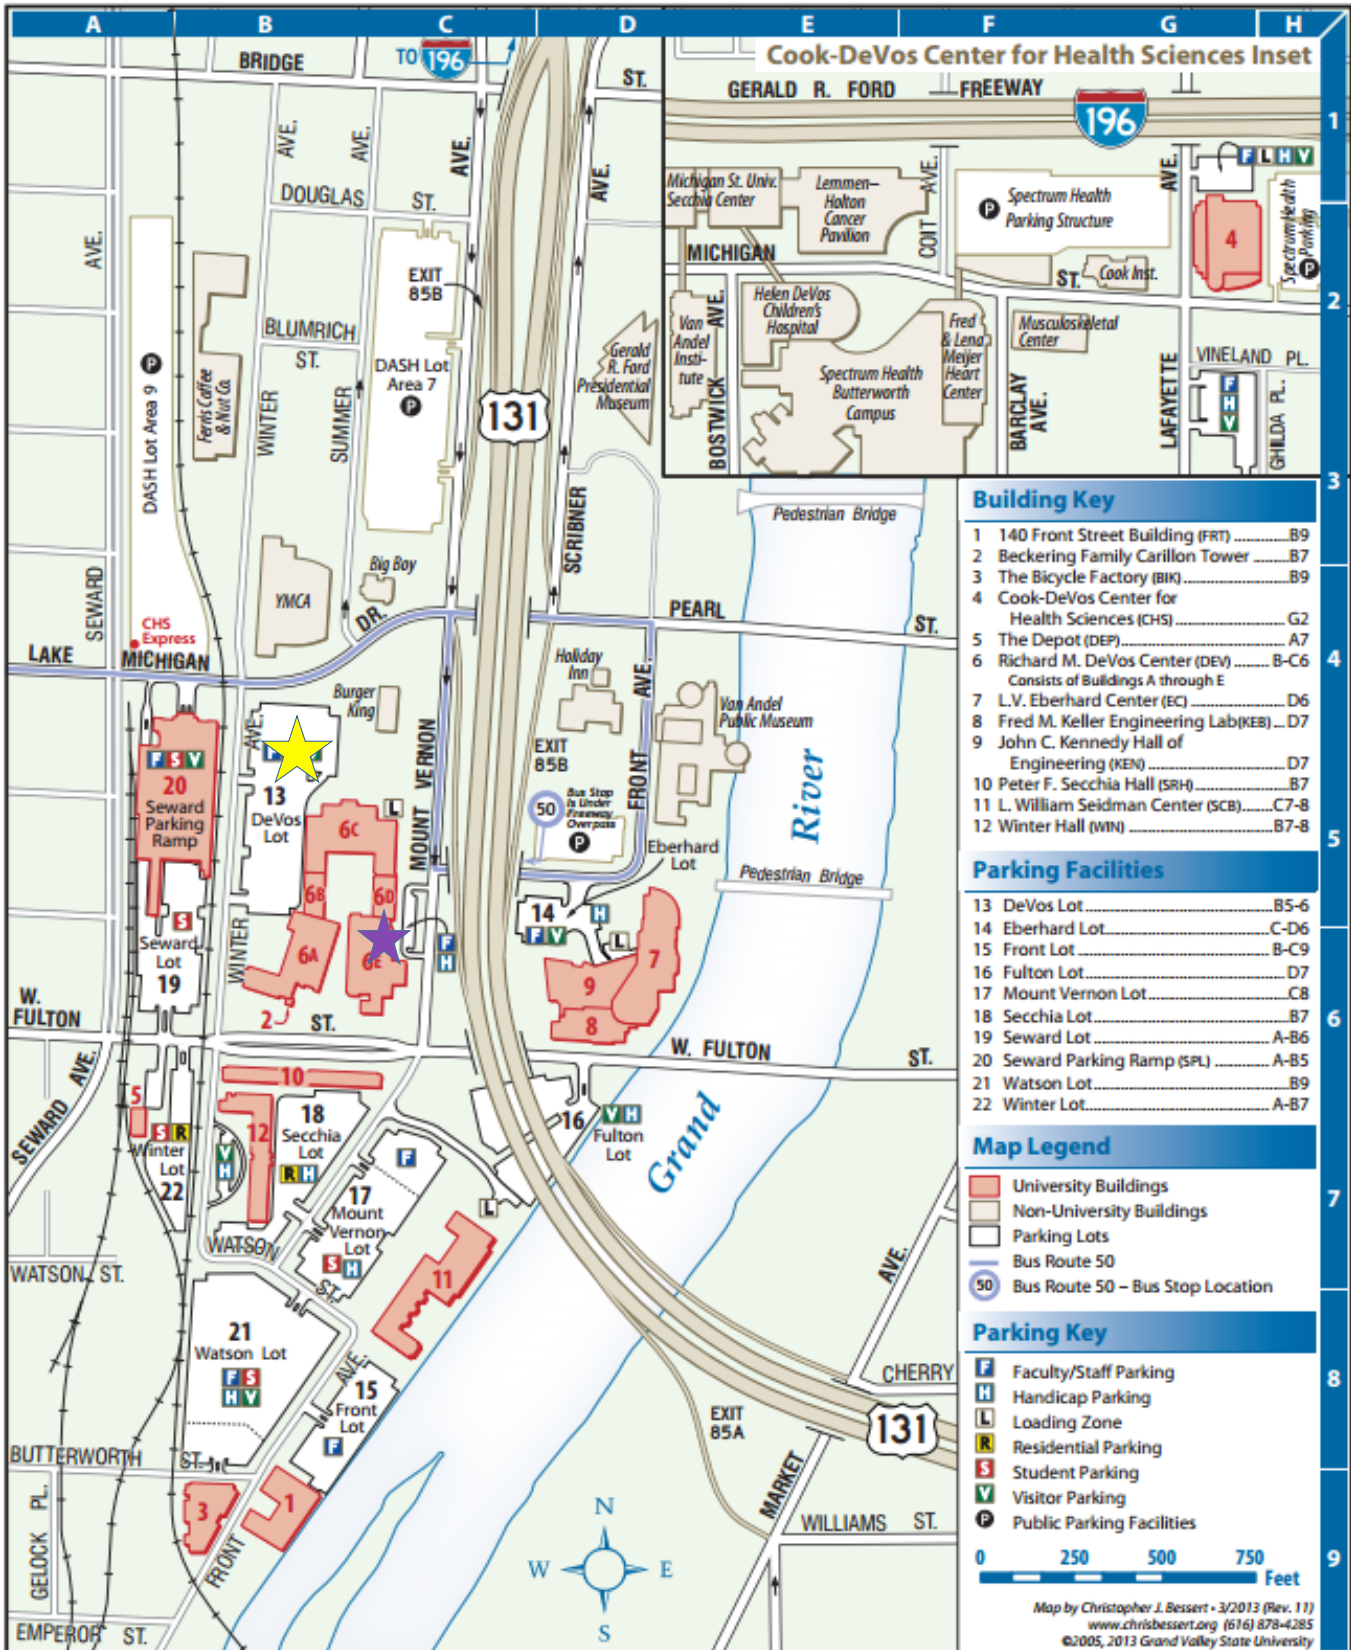 A B C D E F G H
TO 196
Cook-DeVos Center for Health Sciences Inset
BRIDGE
ST.
GERALD R. FORD FREEWAY
196
1
AVE.
AVE.
AVE.
AVE.
AVE.
AVE.
F L H V
DOUGLAS ST.
Michigan St. Univ.
Secchia Center
Lemmen–
Holton
Cancer
Pavilion
COIT AVE.
P
Spectrum Health
Parking Structure
4
Spectrum Health
Parking
P
MICHIGAN
ST.
Cook Inst.
EXIT
85B
2
BLUMRICH
ST.
DASH Lot
Area 7
P
P
DASH Lot Area 9
Ferris Coffee
& Nut Co.
WINTER
SUMMER
131
Gerald
R. Ford
Presidential
Museum
Van
Andel
Insti-
tute
BOSTWICK AVE.
Helen DeVos
Children's
Hospital
Spectrum Health
Butterworth
Campus
Fred
& Lena
Meijer
Heart
Center
Musculoskeletal
Center
BARCLAY
AVE.
LAFAYETTE
VINELAND PL.
F
H
V
GHILDA PL.
3
SCRIBNER
Pedestrian Bridge
Building Key
1 140 Front Street Building (FRT) B9
2 Beckering Family Carillon Tower B7
3 The Bicycle Factory (BIK) B9
4 Cook-DeVos Center for
Health Sciences (CHS) G2
5 The Depot (DEP) A7
6 Richard M. DeVos Center (DEV) B-C6
Consists of Buildings A through E
7 L.V. Eberhard Center (EC) D6
8 Fred M. Keller Engineering Lab(KEB) D7
9 John C. Kennedy Hall of
Engineering (KEN) D7
10 Peter F. Secchia Hall (SRH) B7
11 L. William Seidman Center (SCB) C7-8
12 Winter Hall (WIN) B7-8
YMCA
Big Boy
SEWARD
CHS
Express
LAKE MICHIGAN DR.
PEARL ST.
4
Holiday
Inn
Burger
King
FRONT AVE.
Van Andel
Public Museum
AVE.
MOUNT VERNON
EXIT
85B
50
Bus Stop
Is Under
Freeway
Overpass
P
F S V
20
Seward
Parking
Ramp
F
13
DeVos
Lot
L
6C
6B
6D
6A
6E
Eberhard
Lot
River
Pedestrian Bridge
5
Parking Facilities
13 DeVos Lot B5-6
14 Eberhard Lot C-D6
15 Front Lot B-C9
16 Fulton Lot D7
17 Mount Vernon Lot C8
18 Secchia Lot B7
19 Seward Lot A-B6
20 Seward Parking Ramp (SPL) A-B5
21 Watson Lot B9
22 Winter Lot A-B7
S
Seward
Lot
19
WINTER
F
H
14
F V
H
L
7
9
8
2
W.
FULTON
ST.
W. FULTON ST.
6
SEWARD AVE.
5
S R
Winter
Lot
22
10
12
V
H
18
Secchia
Lot
R H
16
V H
Fulton
Lot
Grand
F
17
Mount
Vernon
Lot
S H
L
WATSON
ST.
WATSON ST.
11
7
Map Legend
University Buildings
Non-University Buildings
Parking Lots
Bus Route 50
50 Bus Route 50 – Bus Stop Location
21
Watson Lot
F S
H V
AVE.
15
Front
Lot
F
AVE.
CHERRY
8
Parking Key
F Faculty/Staff Parking
H Handicap Parking
L Loading Zone
R Residential Parking
S Student Parking
V Visitor Parking
P Public Parking Facilities
EXIT
85A
131
BUTTERWORTH ST.
GELOCK PL.
3
1
FRONT
MARKET
WILLIAMS ST.
N
W E
S
9
0 250 500 750
Feet
EMPEROR ST.
Map by Christopher J. Bessert • 3/2013 (Rev. 11)
www.chrisbessert.org (616) 878•4285
©2005, 2013 Grand Valley State University